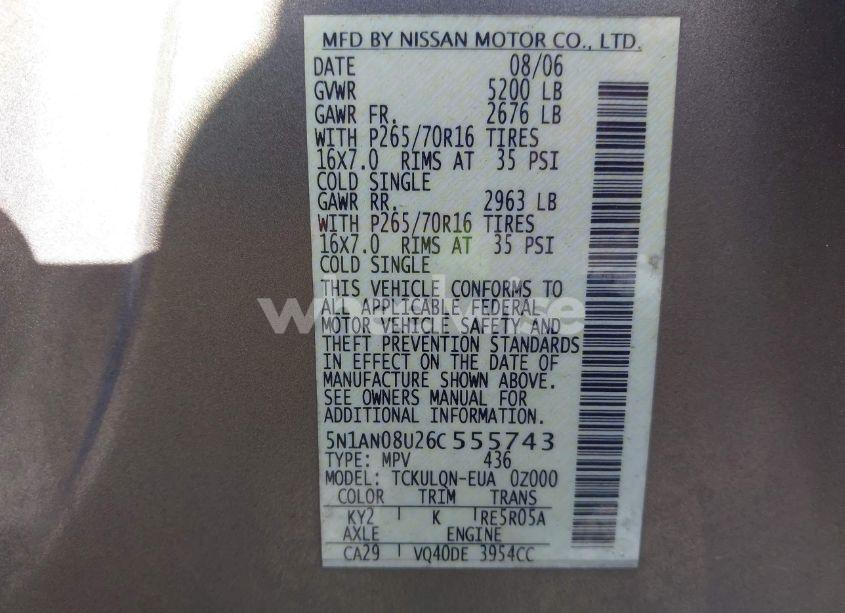 MFD BY NISSAN MOTOR CO., LTD.
DATE 08/06
GVWR 5200 LB
GAWR FR. 2676 LB
WITH P265/70R16 TIRES
16X7.0 RIMS AT 35 PSI
COLD SINGLE
GAWR RR. 2963 LB
WITH P265/70R16 TIRES
16X7.0 RIMS AT 35 PSI
COLD SINGLE
THIS VEHICLE CONFORMS TO
ALL APPLICABLE FEDERAL
MOTOR VEHICLE SAFETY AND
THEFT PREVENTION STANDARDS
IN EFFECT ON THE DATE OF
MANUFACTURE SHOWN ABOVE.
SEE OWNERS MANUAL FOR
ADDITIONAL INFORMATION.
5N1AN08U26C555743
TYPE: MPV 436
MODEL: TCKULQN-EUA 0Z000
COLOR TRIM TRANS
KY2 K RE5R05A
AXLE ENGINE
CA29 VQ40DE 3954CC